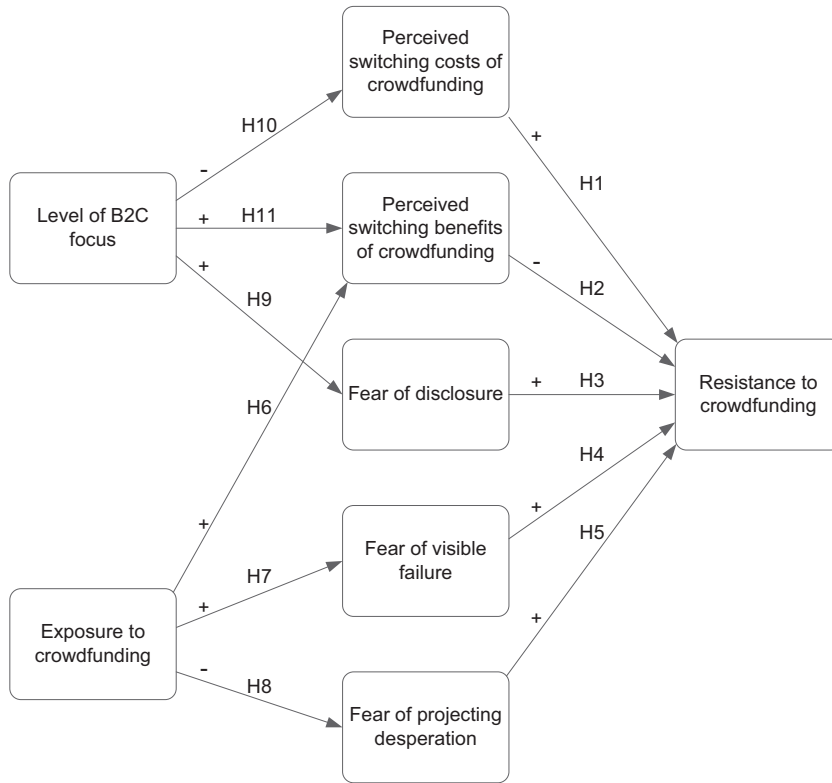 Perceived
switching costs of
crowdfunding
H10
-
+
H1
Level of B2C
focus
+
H11
+
H9
Perceived
switching benefits
of crowdfunding
-
H2
H6
+
Fear of disclosure
+
H3
Resistance to
crowdfunding
H4
+
H5
Fear of visible
failure
H7
+
Exposure to
crowdfunding
-
H8
+
Fear of projecting
desperation